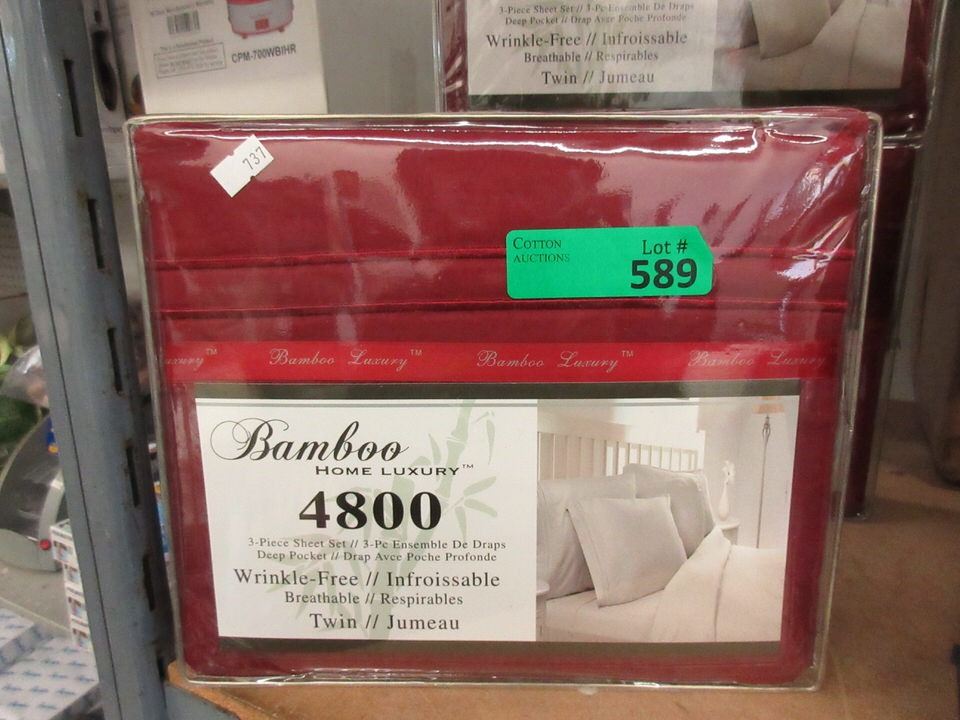 CPM-700WBIHR
3-Piece Sheet Set // 3-Pc Ensemble De Draps
Deep Pocket // Drap Avec Poche Profonde
Wrinkle-Free // Infroissable
Breathable // Respirables
Twin // Jumeau
737
COTTON
AUCTIONS
Lot #
589
uxury™ Bamboo Luxury™ Bamboo Luxury™ Bamboo Luxury
Bamboo
HOME LUXURY™
4800
3-Piece Sheet Set // 3-Pc Ensemble De Draps
Deep Pocket // Drap Avec Poche Profonde
Wrinkle-Free // Infroissable
Breathable // Respirables
Twin // Jumeau